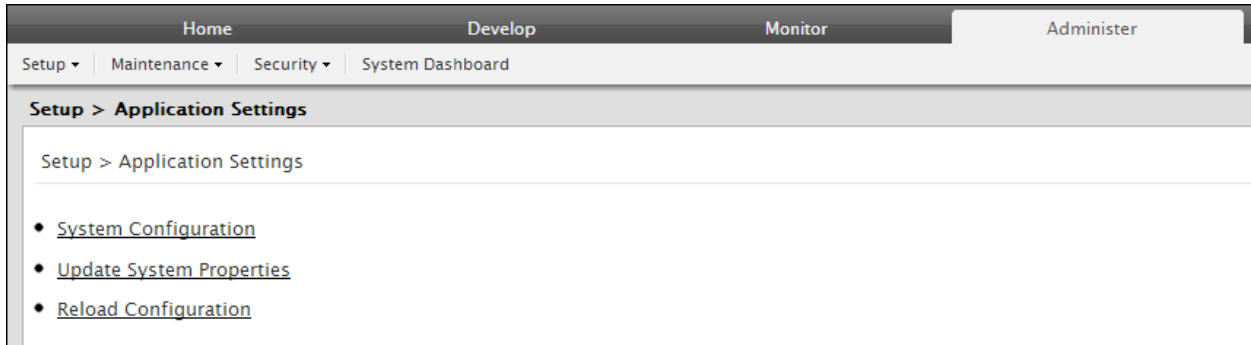 Home Develop Monitor Administer
Setup Maintenance Security System Dashboard
Setup > Application Settings
Setup > Application Settings
System Configuration
Update System Properties
Reload Configuration